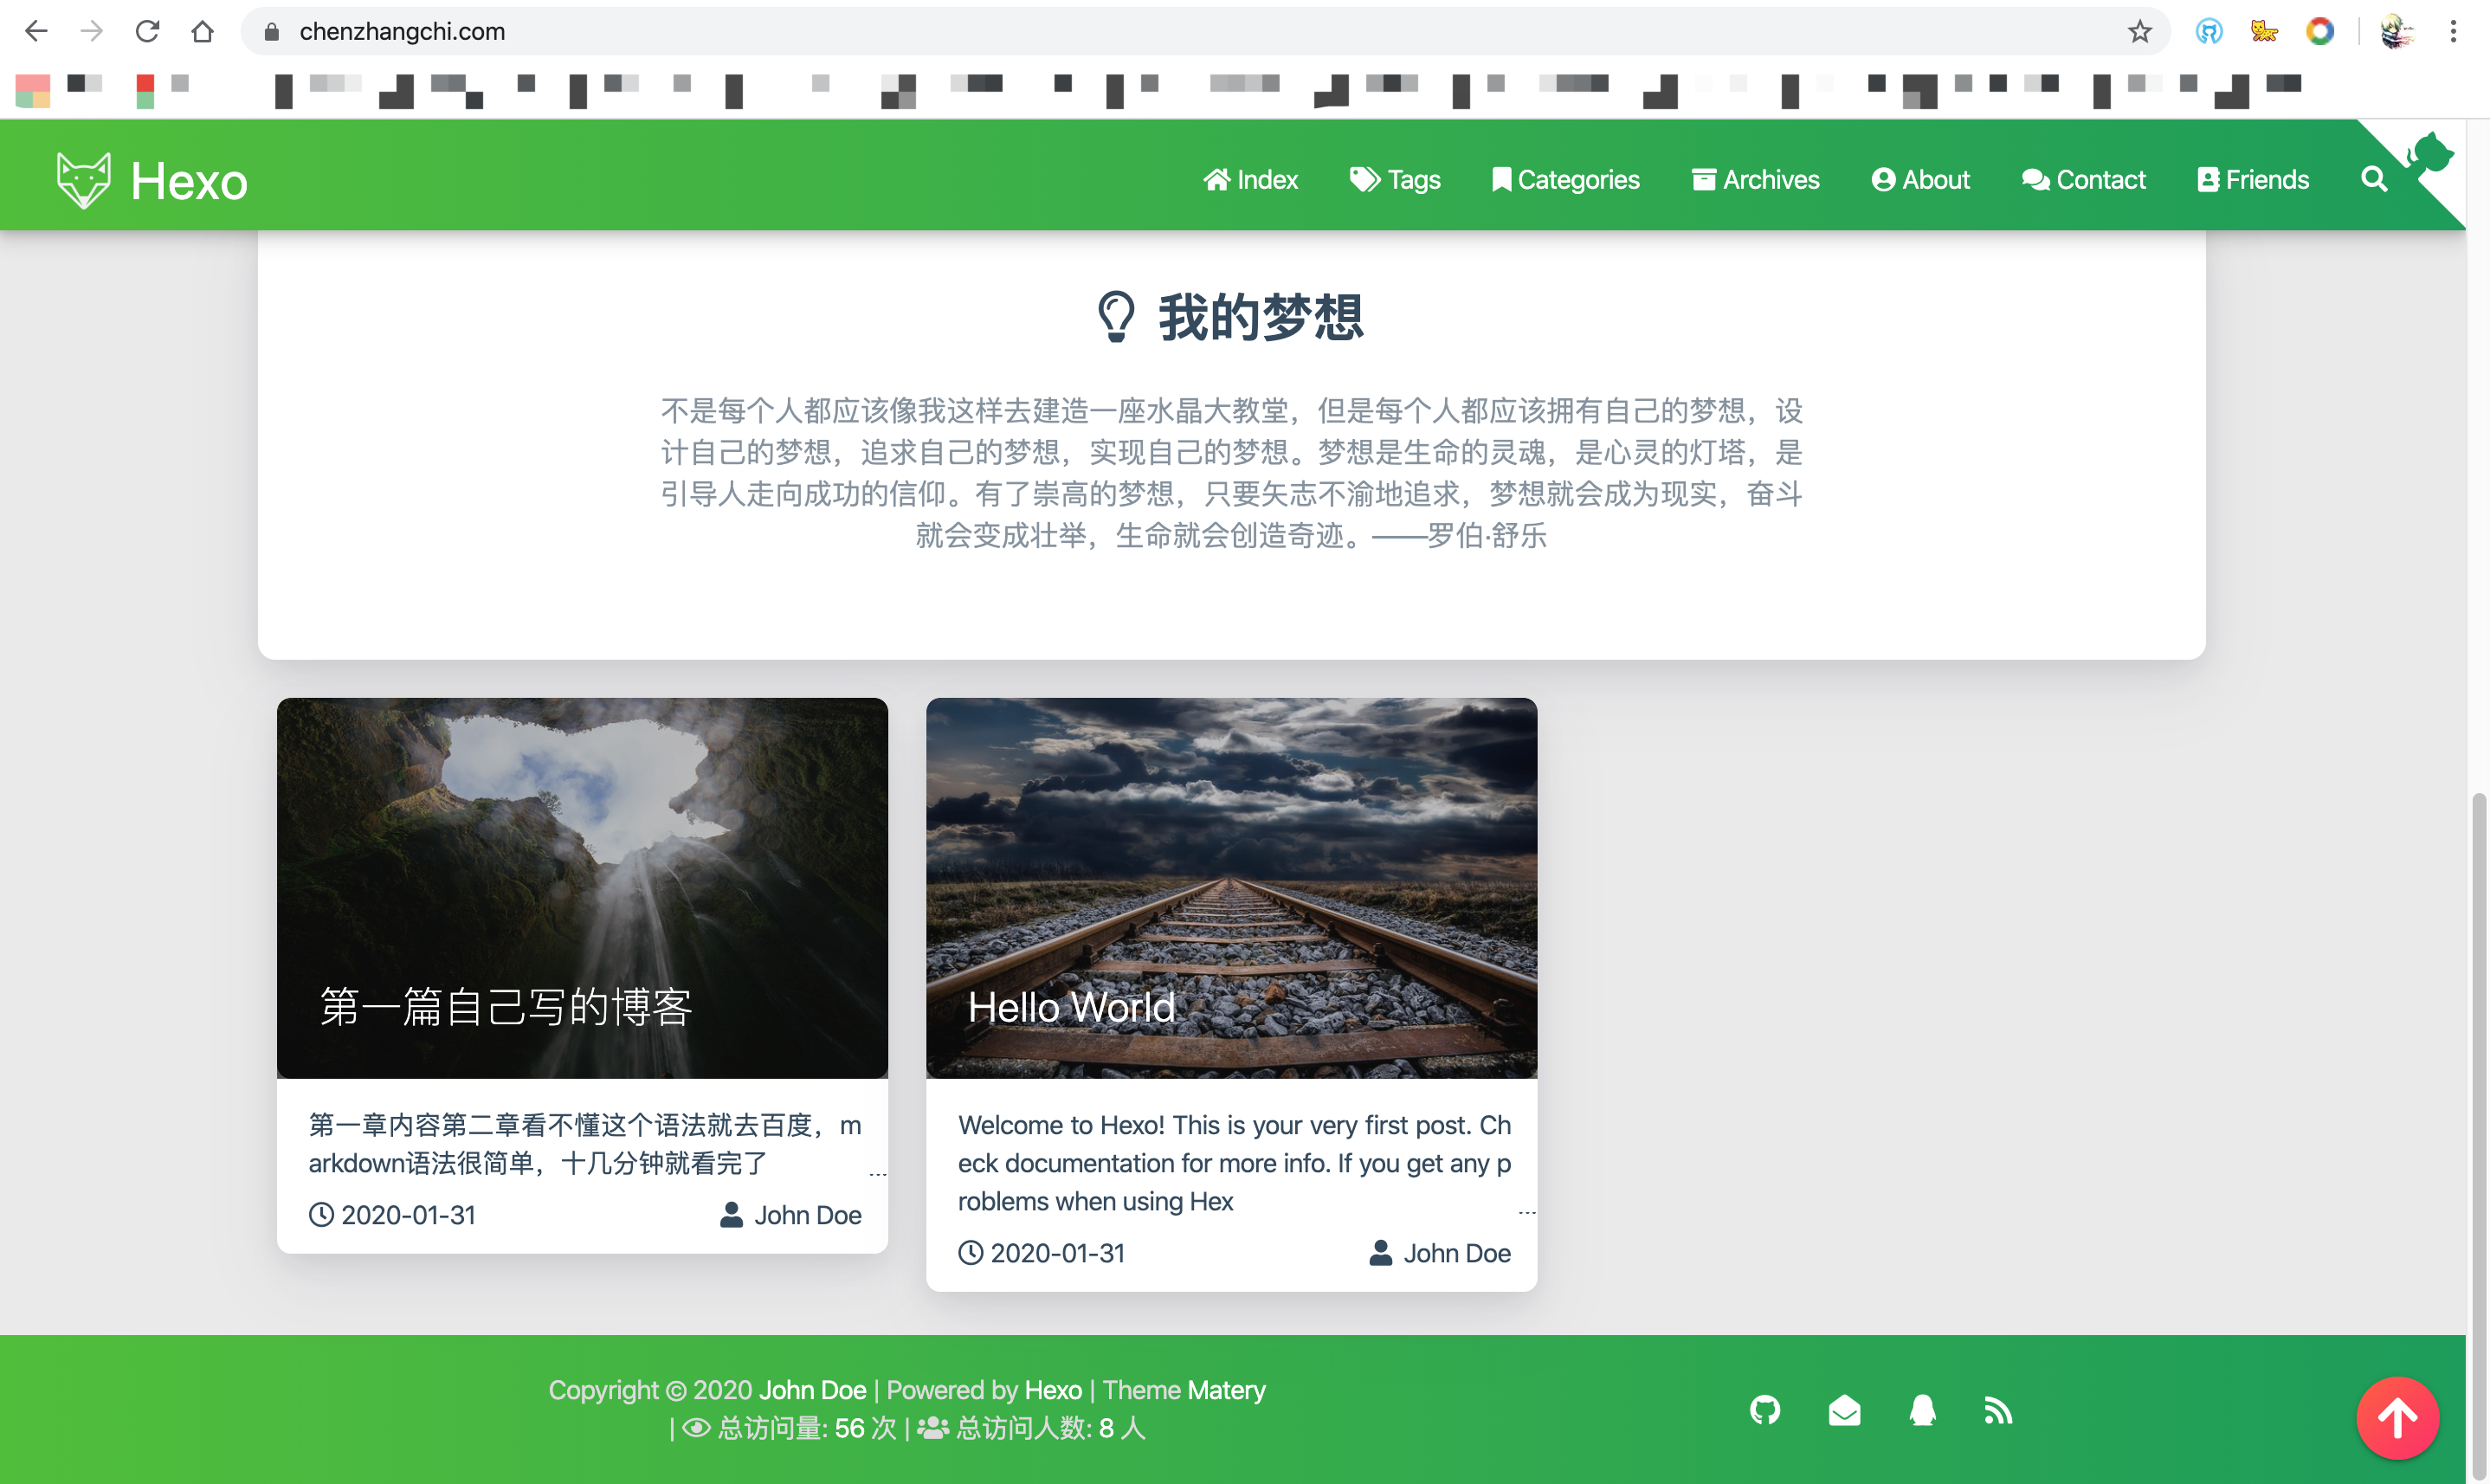 chenzhangchi.com
Hexo
Index Tags Categories Archives About Contact Friends
我的梦想
不是每个人都应该像我这样去建造一座水晶大教堂，但是每个人都应该拥有自己的梦想，设
计自己的梦想，追求自己的梦想，实现自己的梦想。梦想是生命的灵魂，是心灵的灯塔，是
引导人走向成功的信仰。有了崇高的梦想，只要矢志不渝地追求，梦想就会成为现实，奋斗
就会变成壮举，生命就会创造奇迹。——罗伯·舒乐
第一篇自己写的博客
第一章内容第二章看不懂这个语法就去百度，m
arkdown语法很简单，十几分钟就看完了
...
2020-01-31 John Doe
Hello World
Welcome to Hexo! This is your very first post. Ch
eck documentation for more info. If you get any p
roblems when using Hex
...
2020-01-31 John Doe
Copyright © 2020 John Doe | Powered by Hexo | Theme Matery
| 总访问量: 56 次 | 总访问人数: 8 人